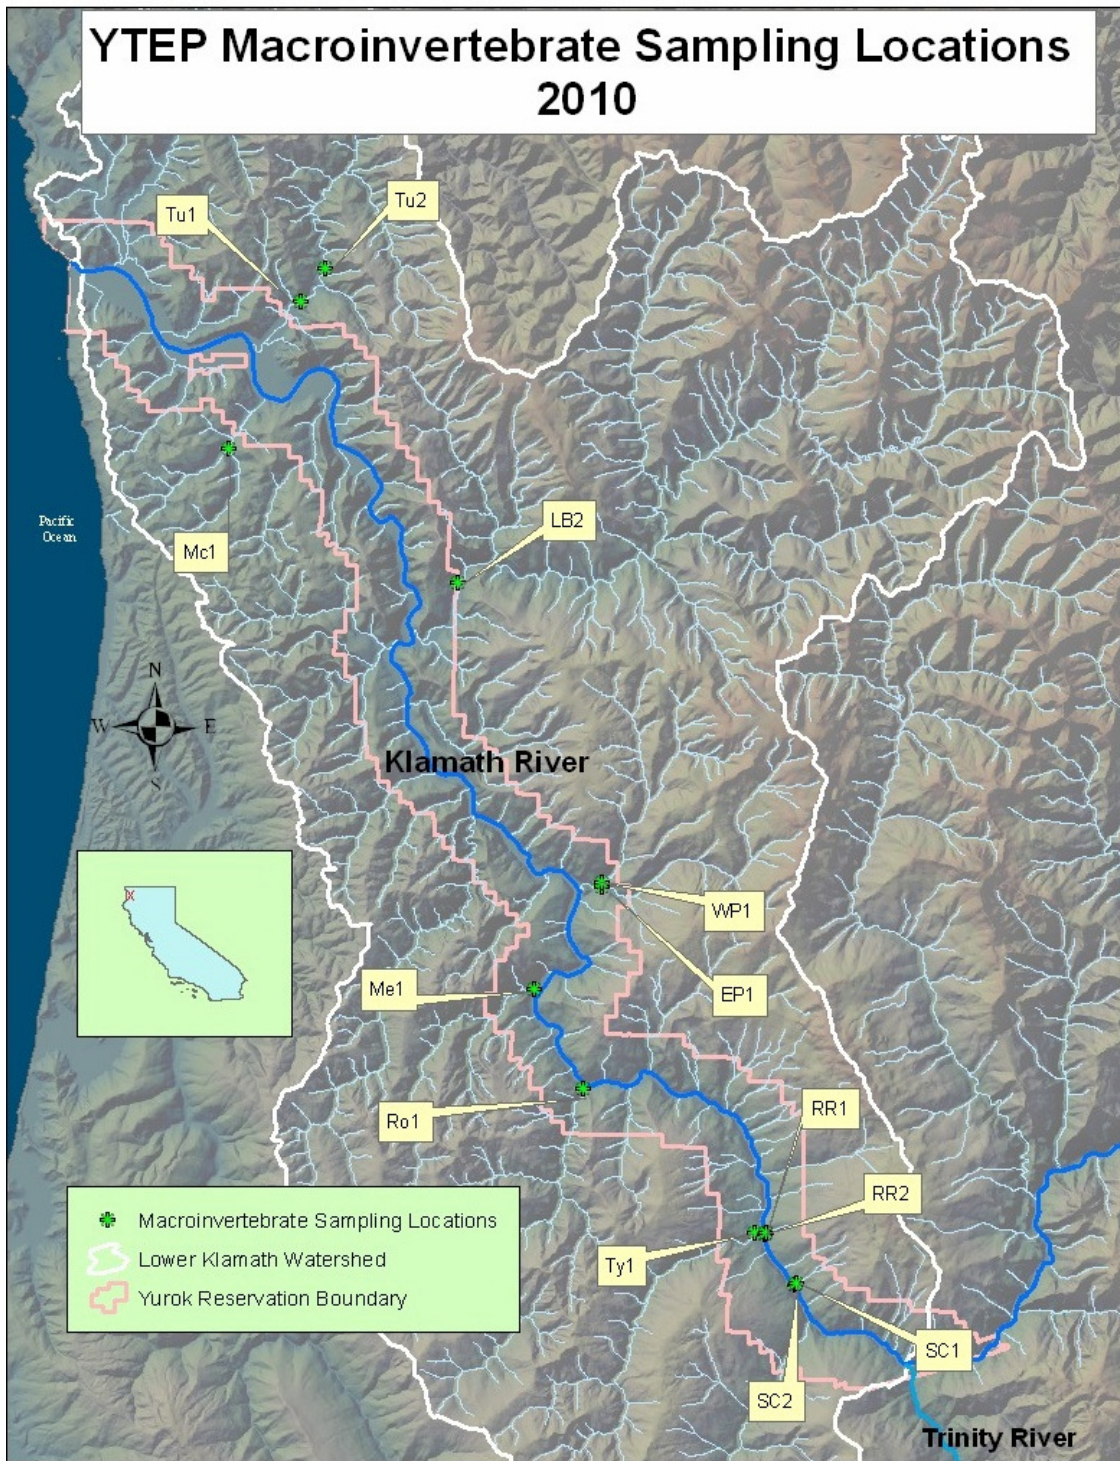 YTEP Macroinvertebrate Sampling Locations
2010
Tu1
Tu2
Mc1
LB2
Pacific
Ocean
N
W
E
S
Klamath River
WP1
EP1
Me1
Ro1
RR1
RR2
Ty1
SC1
SC2
X
Macroinvertebrate Sampling Locations
Lower Klamath Watershed
Yurok Reservation Boundary
Trinity River